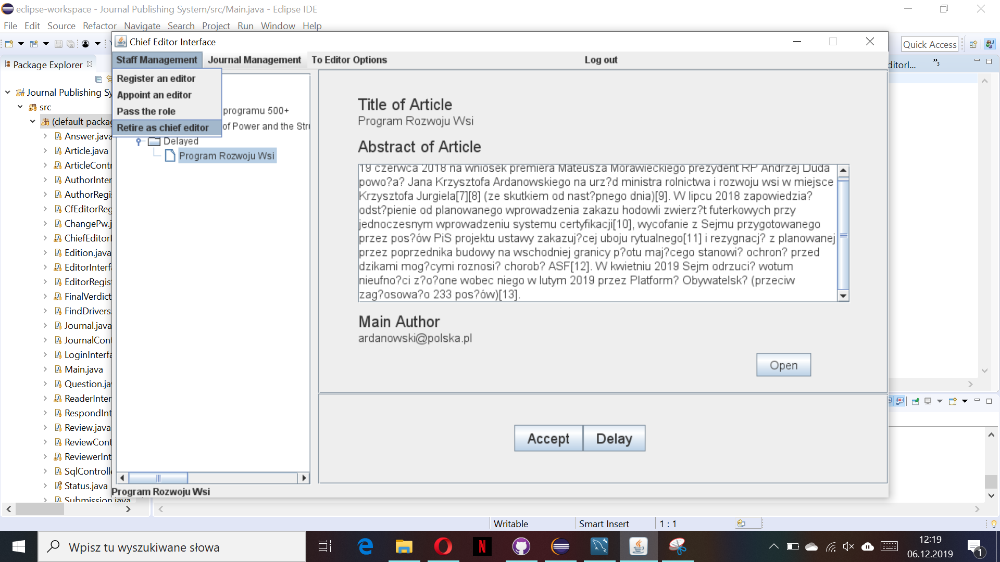 eclipse-workspace - Journal Publishing System/src/Main.java - Eclipse IDE
File Edit Source Refactor Navigate Search Project Run Window Help
Chief Editor Interface
Quick Access
Staff Management Journal Management To Editor Options Log out
Package Explorer
ditorI...
Register an editor
Appoint an editor
Pass the role
Retire as chief editor
programu 500+
of Power and the Stru
Delayed
Program Rozwoju Wsi
Journal Publishing Sy
src
(default packag
Answer.java
Article.java
ArticleContr
AuthorInter
AuthorRegis
CfEditorReg
ChangePw.j
ChiefEditorI
Edition.java
EditorInterfa
EditorRegist
FinalVerdict
FindDrivers.
Journal.java
JournalCont
LoginInterfa
Main.java
Question.jav
ReaderInter
RespondInt
Review.java
ReviewCont
ReviewerInt
SqlControlle
Status.java
Submission.java
Title of Article
Program Rozwoju Wsi
Abstract of Article
19 czerwca 2018 na wniosek premiera Mateusza Morawieckiego prezydent RP Andrzej Duda
powo?a? Jana Krzysztofa Ardanowskiego na urz?d ministra rolnictwa i rozwoju wsi w miejsce
Krzysztofa Jurgiela[7][8] (ze skutkiem od nast?pnego dnia)[9]. W lipcu 2018 zapowiedzia?
odst?pienie od planowanego wprowadzenia zakazu hodowli zwierz?t futerkowych przy
jednoczesnym wprowadzeniu systemu certyfikacji[10], wycofanie z Sejmu przygotowanego
przez pos?ów PiS projektu ustawy zakazuj?cej uboju rytualnego[11] i rezygnacj? z planowanej
przez poprzednika budowy na wschodniej granicy p?otu maj?cego stanowi? ochron? przed
dzikami mog?cymi roznosi? chorob? ASF[12]. W kwietniu 2019 Sejm odrzuci? wotum
nieufno?ci z?o?one wobec niego w lutym 2019 przez Platform? Obywatelsk? (przeciw
zag?osowa?o 233 pos?ów)[13].
Main Author
ardanowski@polska.pl
Open
Accept Delay
Program Rozwoju Wsi
Writable Smart Insert 1 : 1
Wpisz tu wyszukiwane słowa
12:19
06.12.2019
1